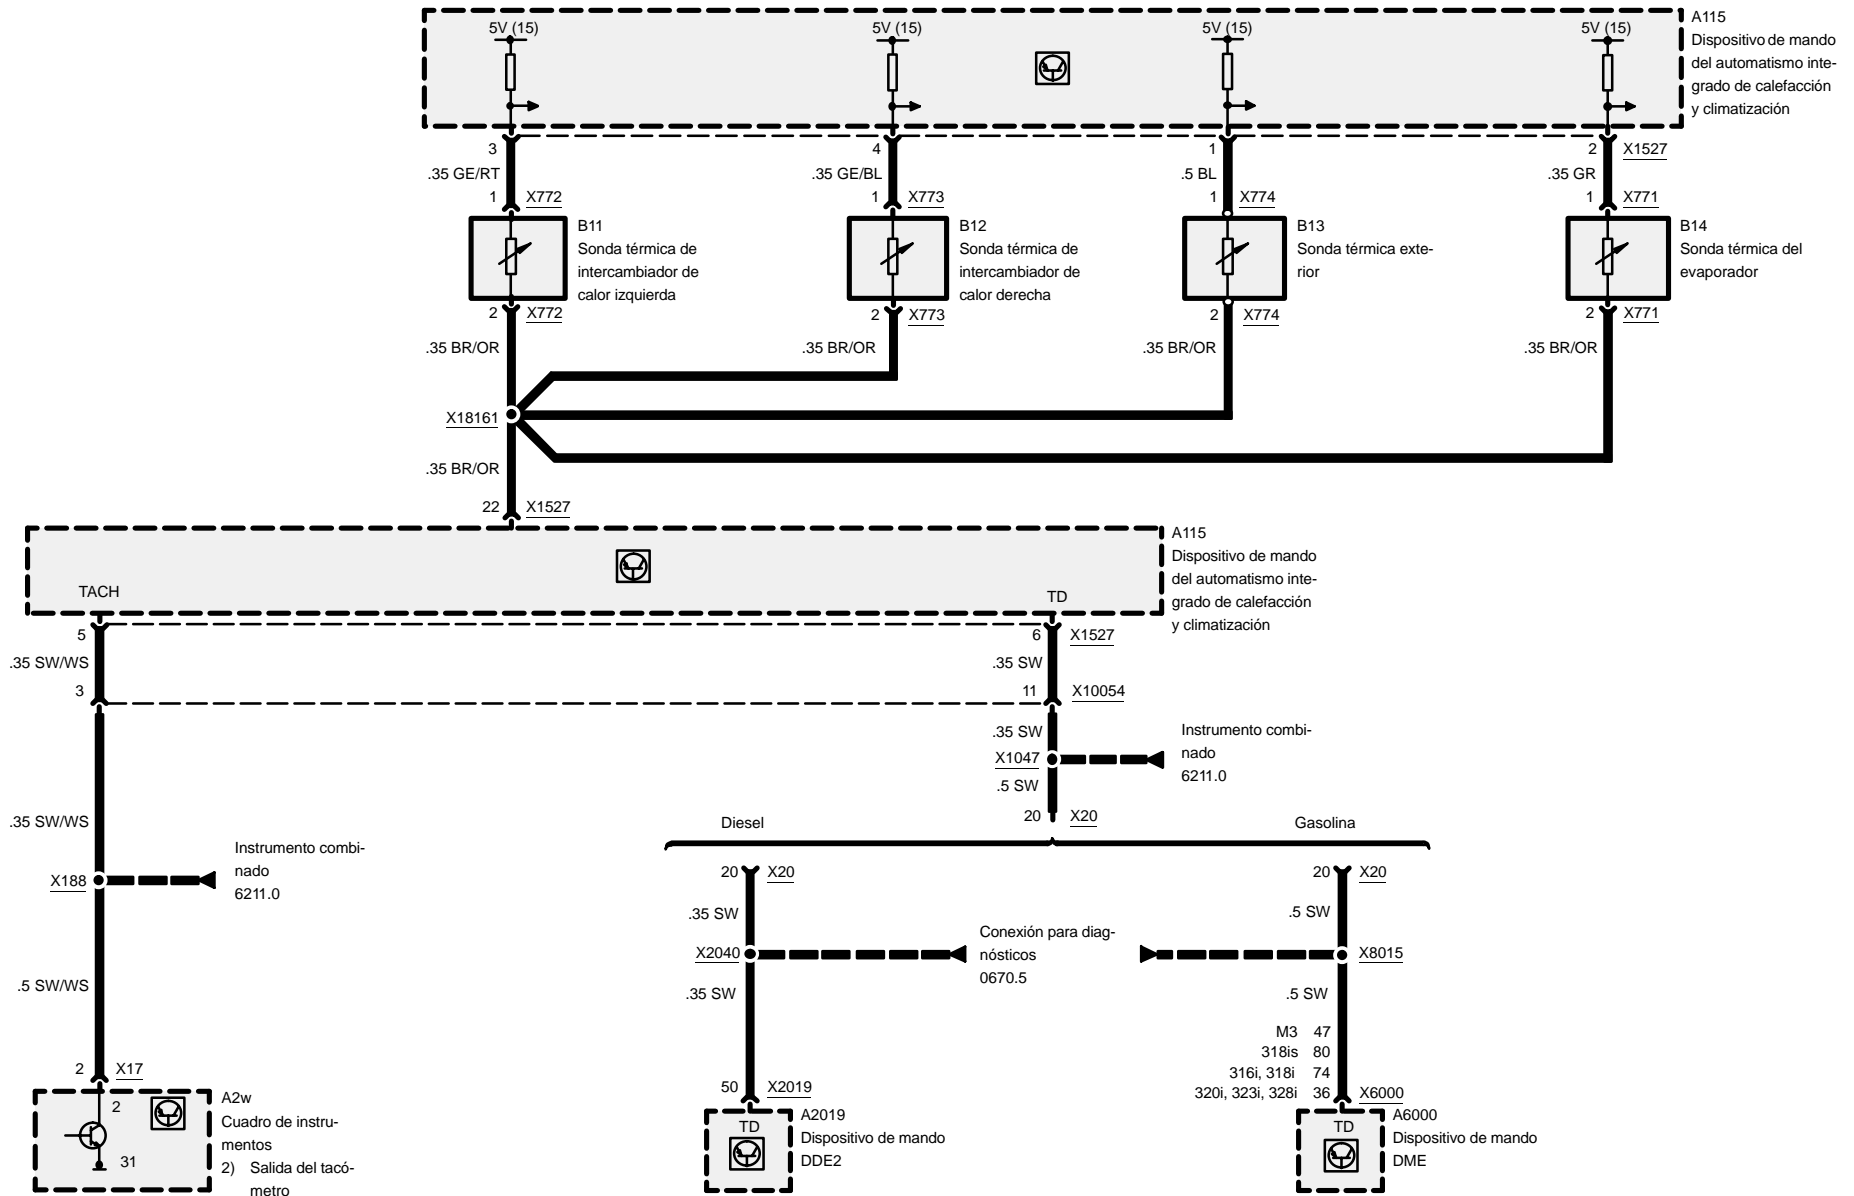 5V (15) 5V (15) 5V (15) 5V (15)
A115
Dispositivo de mando
del automatismo inte-
grado de calefacción
y climatización
3 4 1 2 X1527
.35 GE/RT .35 GE/BL .5 BL .35 GR
1 X772 1 X773 1 X774 1 X771
B11
Sonda térmica de
intercambiador de
calor izquierda
B12
Sonda térmica de
intercambiador de
calor derecha
B13
Sonda térmica exte-
rior
B14
Sonda térmica del
evaporador
2 X772 2 X773 2 X774 2 X771
.35 BR/OR .35 BR/OR .35 BR/OR .35 BR/OR
X18161
.35 BR/OR
22 X1527
A115
Dispositivo de mando
del automatismo inte-
grado de calefacción
y climatización
TACH TD
5 6 X1527
.35 SW/WS .35 SW
3 11 X10054
.35 SW
X1047
.5 SW
Instrumento combi-
nado
6211.0
20 X20
.35 SW/WS
Diesel Gasolina
X188
Instrumento combi-
nado
6211.0
20 X20 20 X20
.35 SW .5 SW
X2040
Conexión para diag-
nósticos
0670.5
X8015
.5 SW/WS .35 SW .5 SW
M3 47
318is 80
316i, 318i 74
320i, 323i, 328i 36 X6000
2 X17
50 X2019
A2w
Cuadro de instru-
mentos
2) Salida del tacó-
metro
2
31
TD
A2019
Dispositivo de mando
DDE2
TD
A6000
Dispositivo de mando
DME